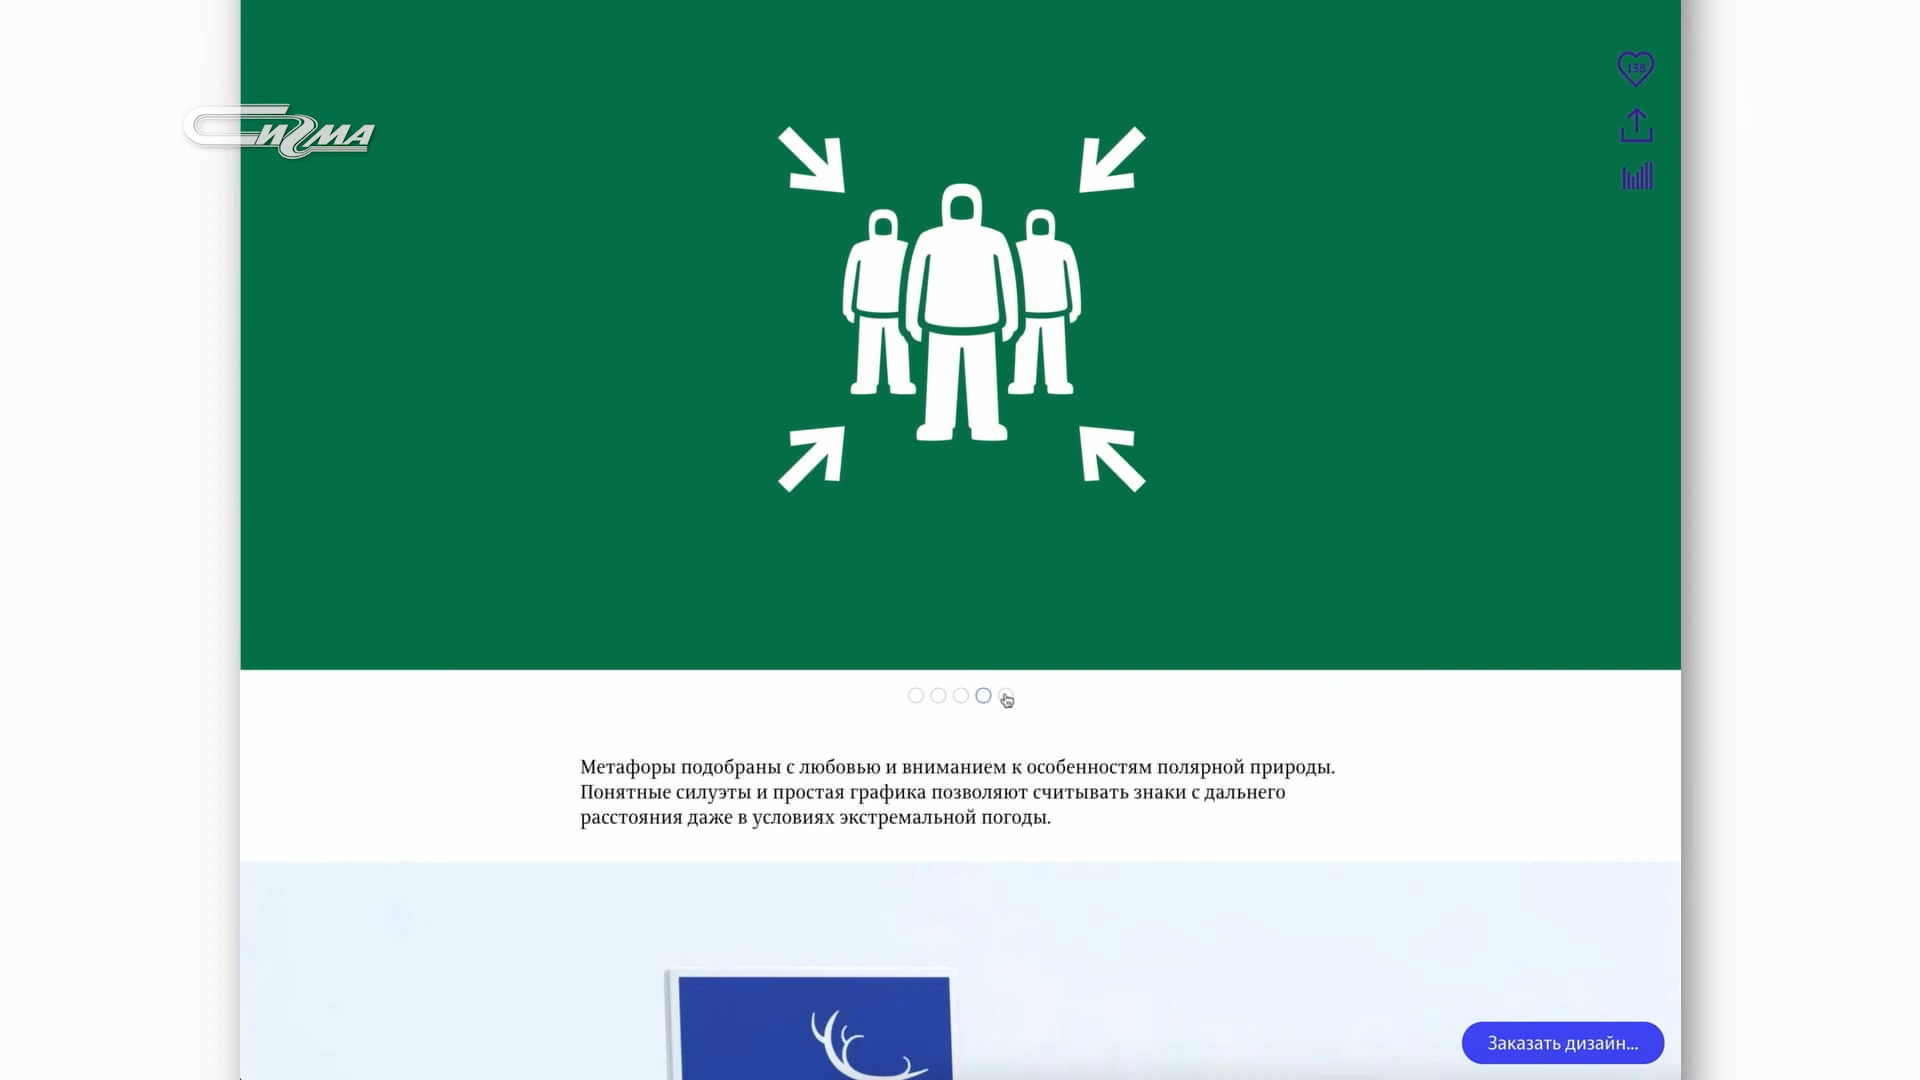 138
СИГМА
Метафоры подобраны с любовью и вниманием к особенностям полярной природы.
Понятные силуэты и простая графика позволяют считывать знаки с дальнего
расстояния даже в условиях экстремальной погоды.
Заказать дизайн...